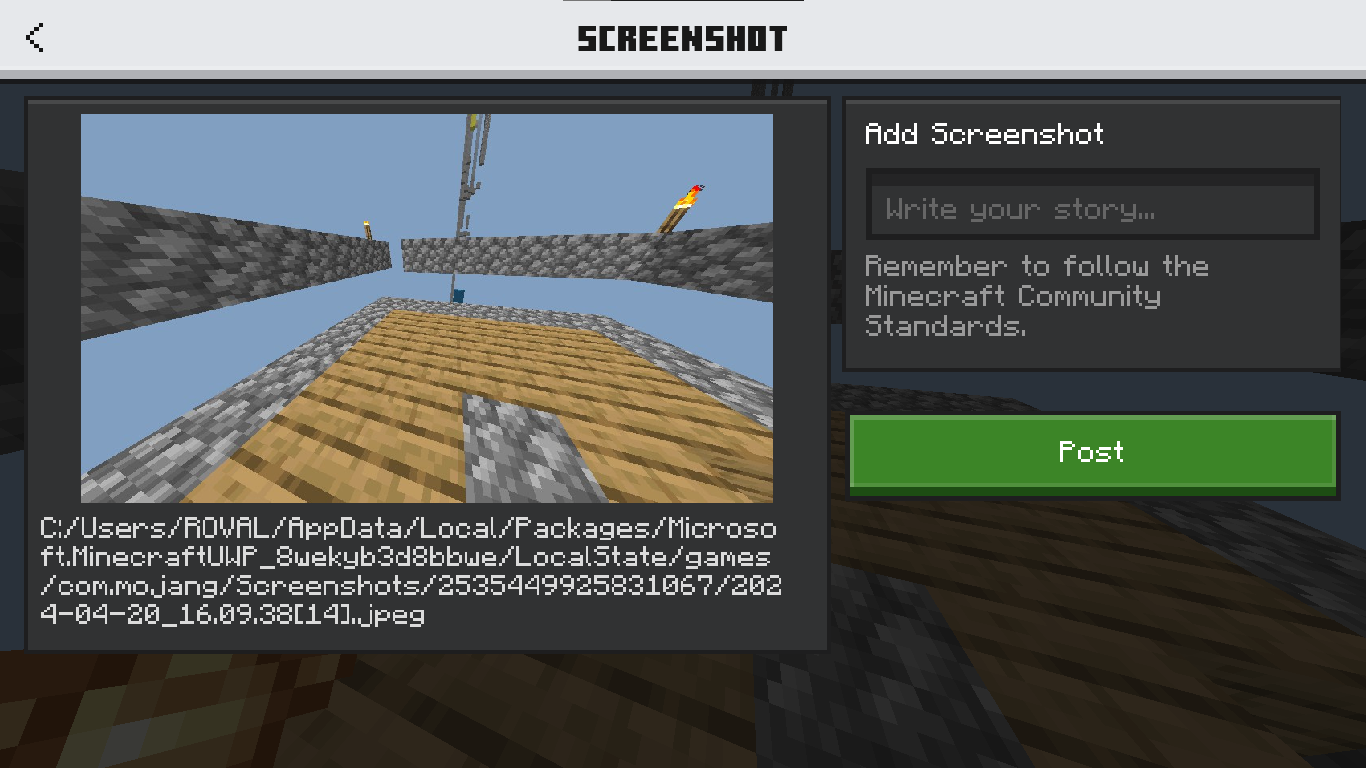 SCREENSHOT
Add Screenshot
Write your story...
Remember to follow the
Minecraft Community
Standards.
Post
C:/Users/ROVAL/AppData/Local/Packages/Microso
ft.MinecraftUWP_8wekyb3d8bbwe/LocalState/games
/com.mojang/Screenshots/2535449925831067/202
4-04-20_16.09.38[14].jpeg